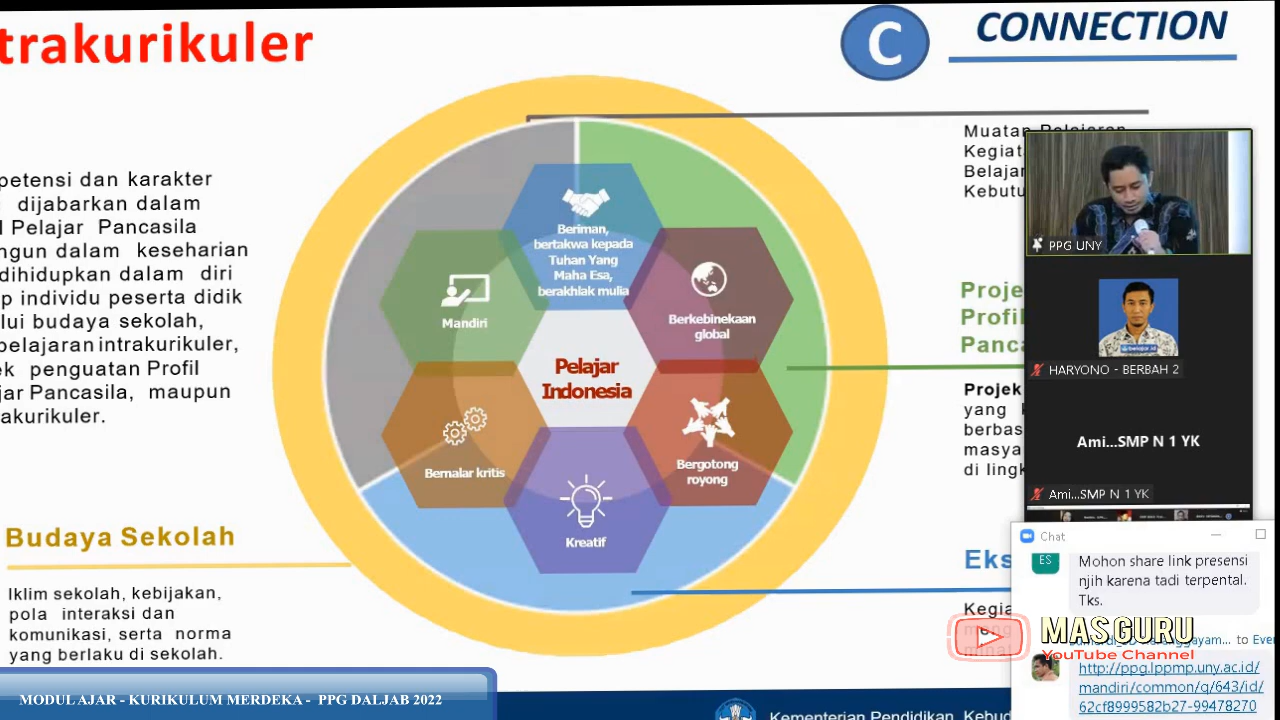 trakurikuler
C
CONNECTION
petensi dan karakter
dijabarkan dalam
l Pelajar Pancasila
ngun dalam keseharian
dihidupkan dalam diri
p individu peserta didik
lui budaya sekolah,
belajaran intrakurikuler,
ek penguatan Profil
jar Pancasila, maupun
rakurikuler.
Budaya Sekolah
Iklim sekolah, kebijakan,
pola interaksi dan
komunikasi, serta norma
yang berlaku di sekolah.
Beriman,
bertakwa kepada
Tuhan Yang
Maha Esa,
berakhlak mulia
Mandiri
Berkebinekaan
global
Pelajar
Indonesia
Bernalar kritis
Bergotong
royong
Kreatif
Muatan Pelajaran
Kegiat
Belajar
Kebutu
Proje
Profil
Panca
Projek
yang
berbas
masya
di lingk
Eks
Kegia
PPG UNY
HARYONO - BERBAH 2
Ami...SMP N 1 YK
Ami...SMP N 1 YK
Chat
ES
Mohon share link presensi
njih karena tadi terpental.
Tks.
to Ever
MAS GURU
YouTube Channel
http://ppg.lppmp.uny.ac.id/
mandiri/common/q/643/id/
62cf8999582b27-99478270
MODUL AJAR - KURIKULUM MERDEKA - PPG DALJAB 2022
Kementerian Pendidikan, Kebud